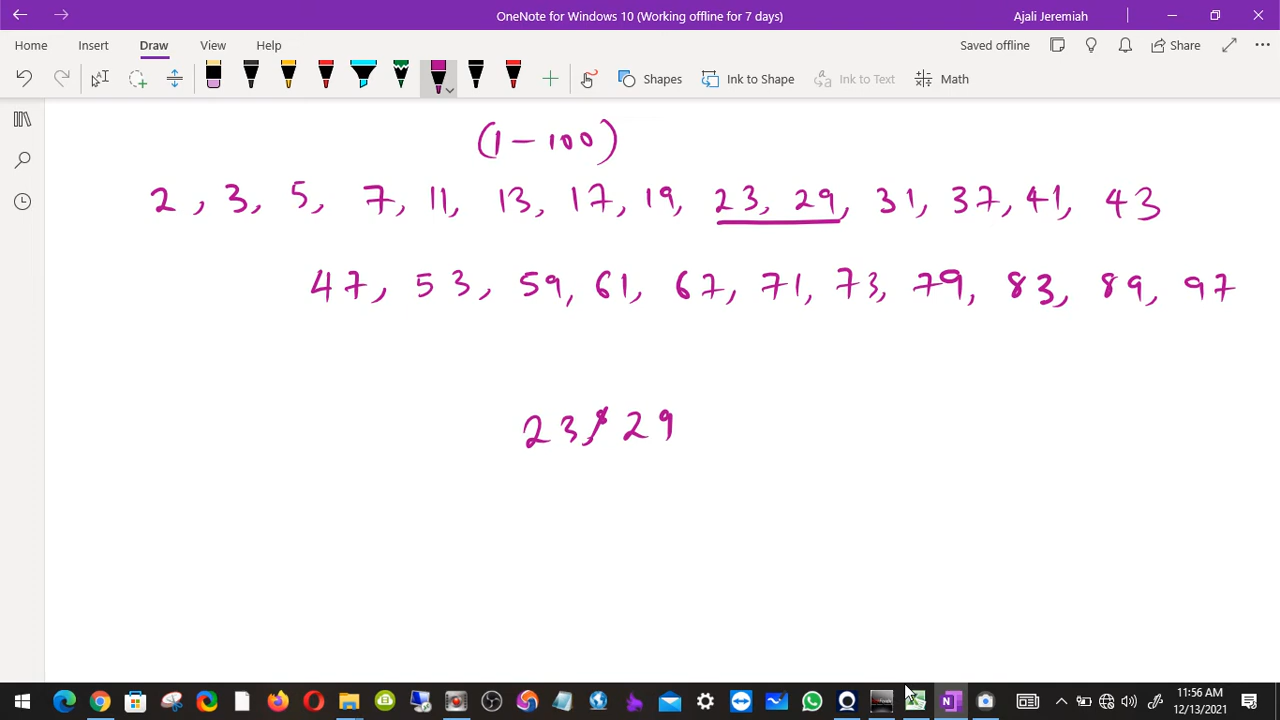 OneNote for Windows 10 (Working offline for 7 days)
Ajali Jeremiah
Home Insert Draw View Help
Saved offline Share
Shapes Ink to Shape Ink to Text Math
(1 – 100)
2, 3, 5, 7, 11, 13, 17, 19, 23, 29, 31, 37, 41, 43
47, 53, 59, 61, 67, 71, 73, 79, 83, 89, 97
23, 29
11:56 AM
12/13/2021